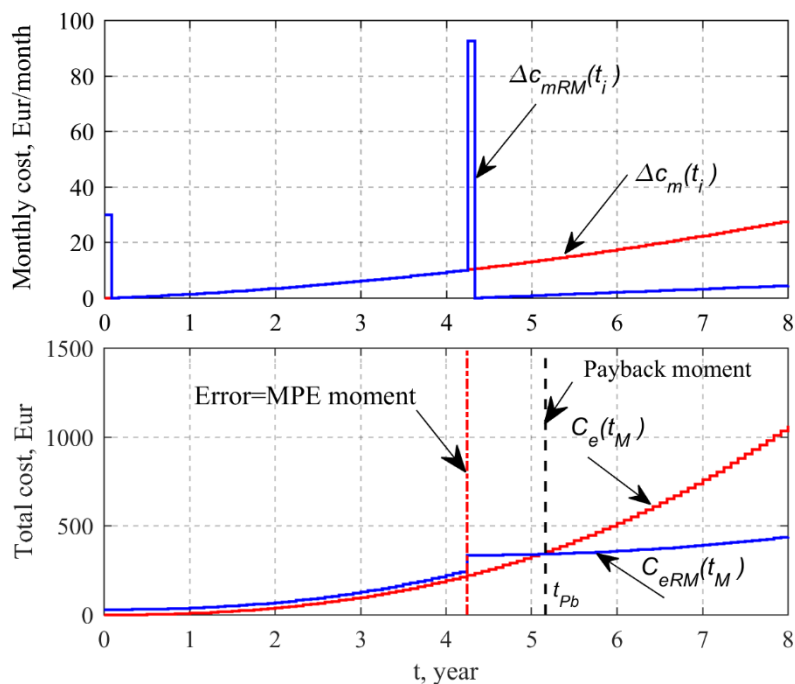 100
80
60
40
20
0
Monthly cost, Eur/month
Δc_mRM(t_i)
Δc_m(t_i)
0 1 2 3 4 5 6 7 8
1500
1000
500
0
Total cost, Eur
Error=MPE moment
Payback moment
C_e(t_M)
t_Pb
C_eRM(t_M)
0 1 2 3 4 5 6 7 8
t, year